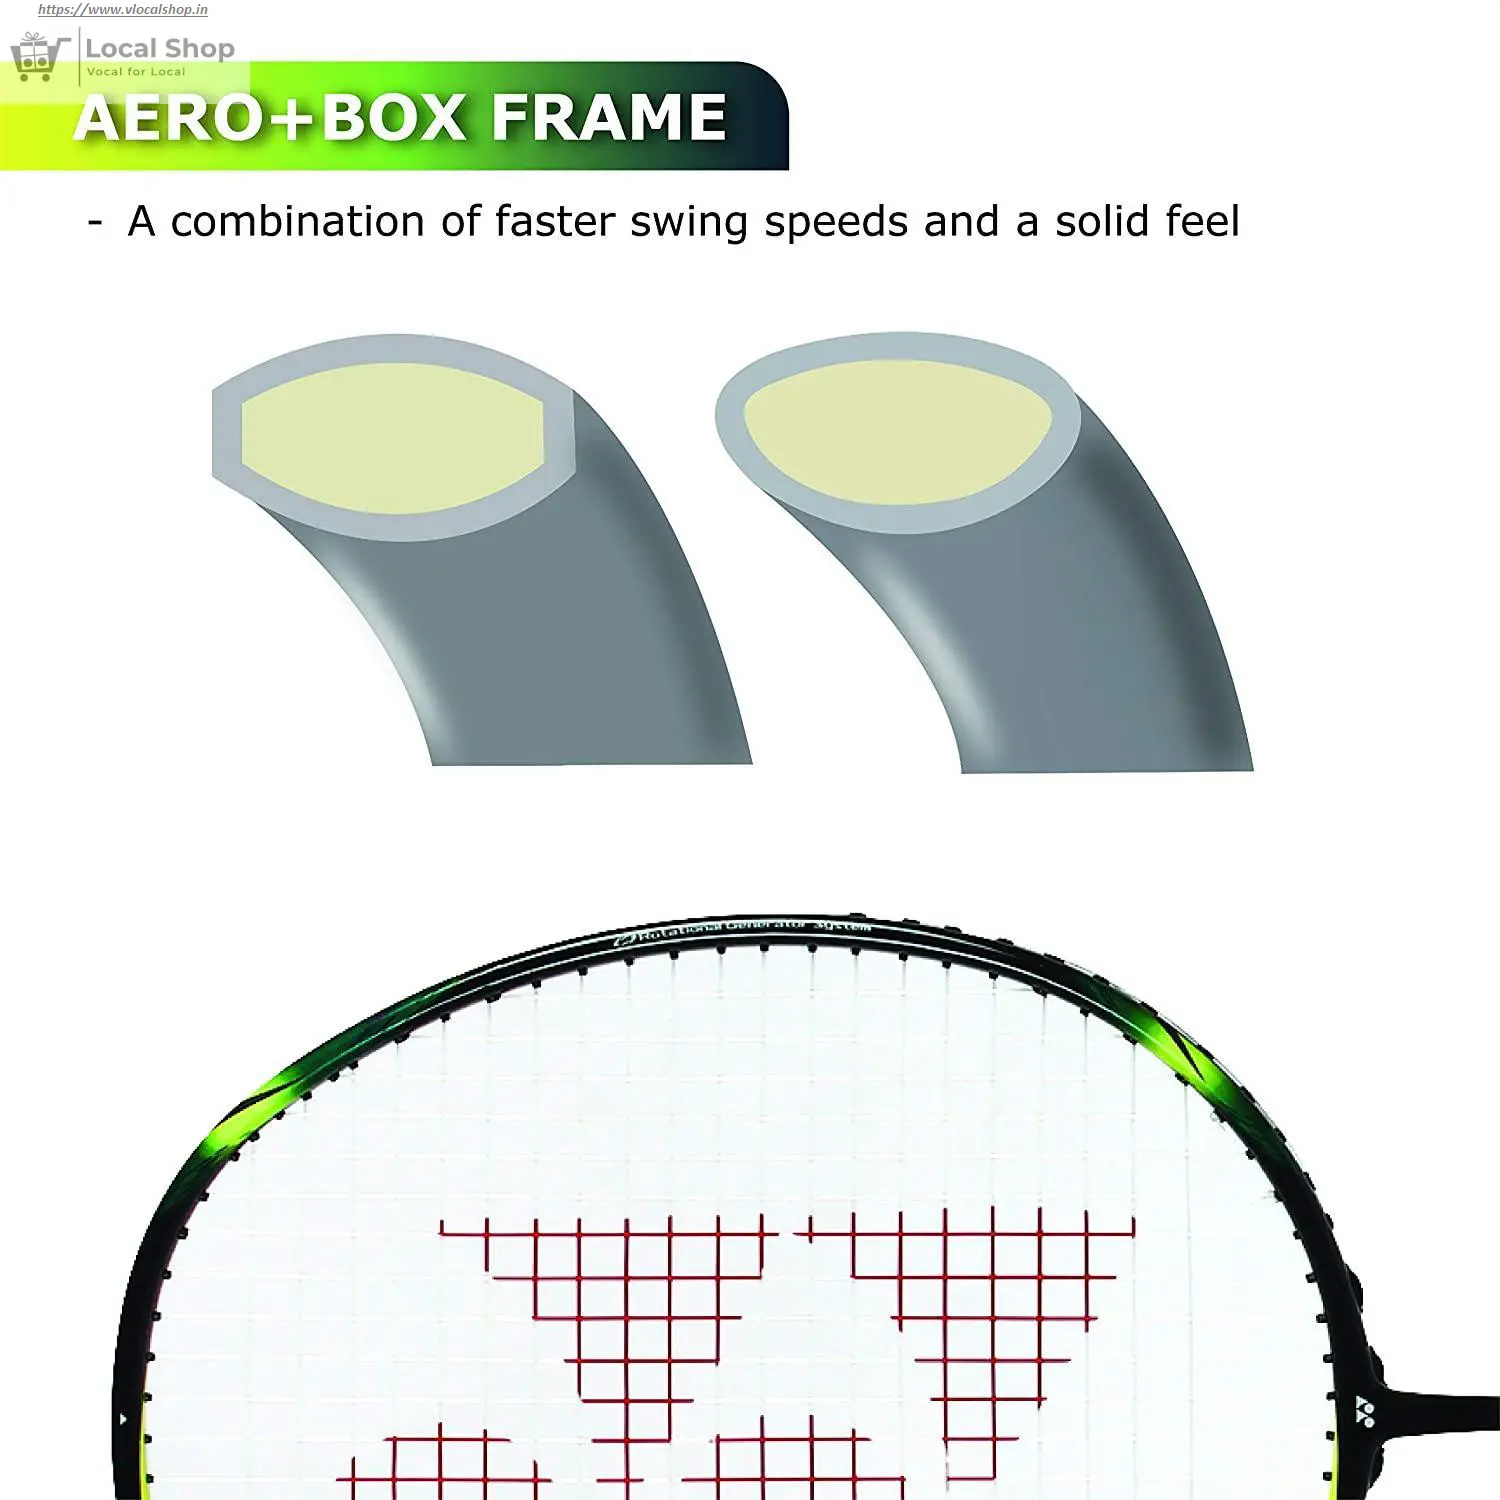 https://www.vlocalshop.in
Local Shop
Vocal for Local
AERO+BOX FRAME
- A combination of faster swing speeds and a solid feel
Rotational Generator System